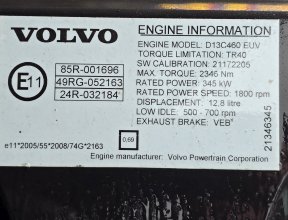 VOLVO
E11
85R-001696
49RG-052163
24R-032184
ENGINE INFORMATION
ENGINE MODEL: D13C460 EUV
TORQUE LIMITATION: TR40
SW CALIBRATION: 21172205
MAX. TORQUE: 2346 Nm
RATED POWER: 345 kW
RATED POWER SPEED: 1800 rpm
DISPLACEMENT: 12.8 litre
LOW IDLE: 500 - 700 rpm
EXHAUST BRAKE: VEB+
21346345
0.69
e11*2005/55*2008/74G*2163
Engine manufacturer: Volvo Powertrain Corporation